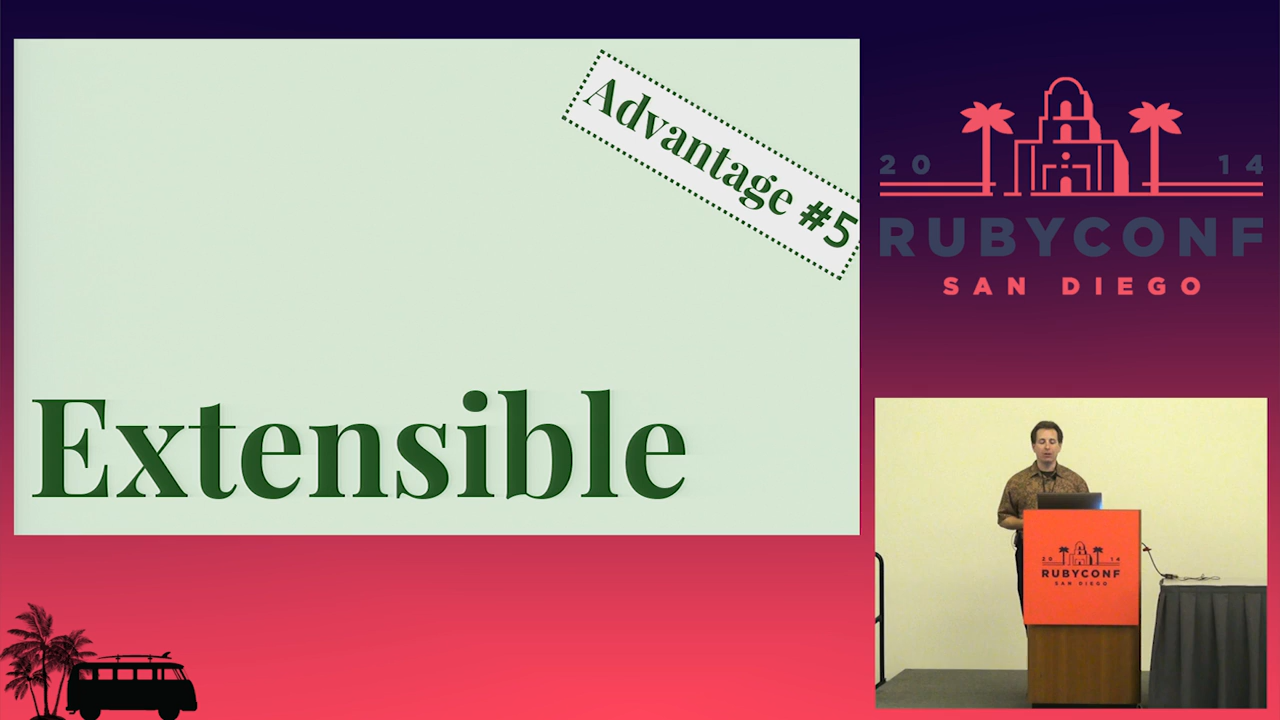 Advantage #5
Extensible
2014
RUBYCONF
SAN DIEGO
2014
RUBYCONF
SAN DIEGO